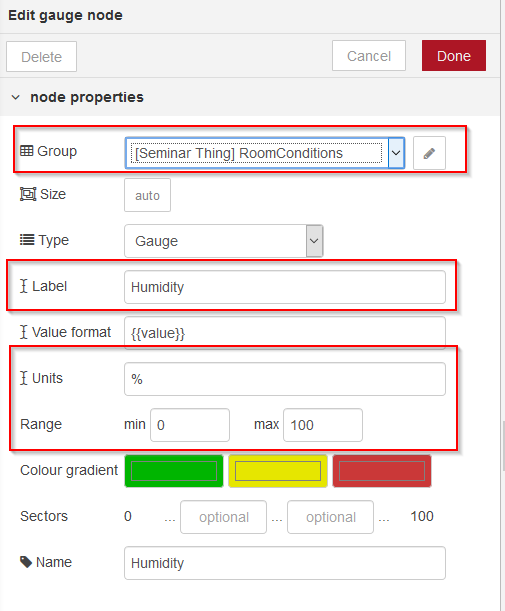 Edit gauge node
Delete Cancel Done
node properties
Group [Seminar Thing] RoomConditions
Size auto
Type Gauge
Label Humidity
Value format {{value}}
Units %
Range min 0 max 100
Colour gradient
Sectors 0 ... optional ... optional ... 100
Name Humidity